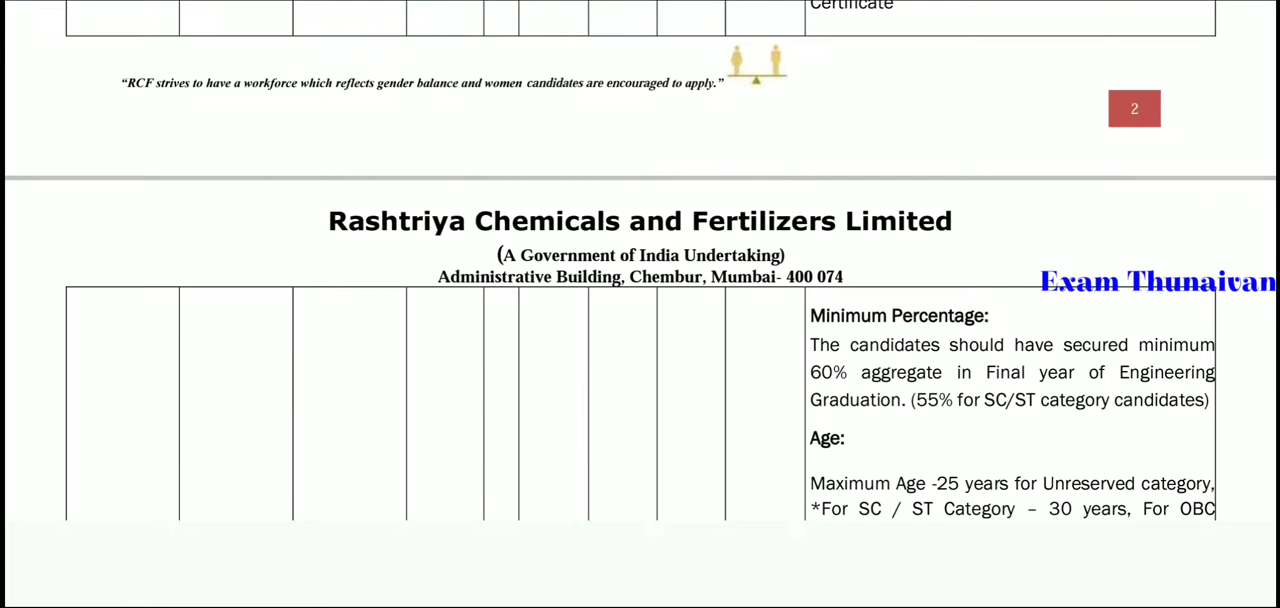 Certificate
“RCF strives to have a workforce which reflects gender balance and women candidates are encouraged to apply.”
2
Rashtriya Chemicals and Fertilizers Limited
(A Government of India Undertaking)
Administrative Building, Chembur, Mumbai- 400 074
Exam Thunaivan
Minimum Percentage:
The candidates should have secured minimum
60% aggregate in Final year of Engineering
Graduation. (55% for SC/ST category candidates)
Age:
Maximum Age -25 years for Unreserved category,
*For SC / ST Category – 30 years, For OBC